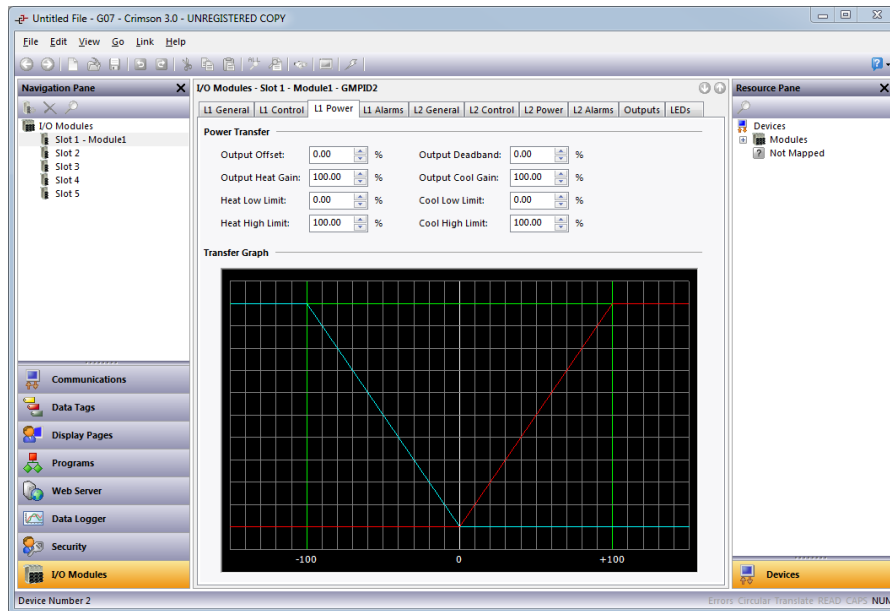 Untitled File - G07 - Crimson 3.0 - UNREGISTERED COPY
File Edit View Go Link Help
Navigation Pane
I/O Modules
Slot 1 - Module1
Slot 2
Slot 3
Slot 4
Slot 5
Communications
Data Tags
Display Pages
Programs
Web Server
Data Logger
Security
I/O Modules
I/O Modules - Slot 1 - Module1 - GMPID2
L1 General L1 Control L1 Power L1 Alarms L2 General L2 Control L2 Power L2 Alarms Outputs LEDs
Power Transfer
Output Offset: 0.00 % Output Deadband: 0.00 %
Output Heat Gain: 100.00 % Output Cool Gain: 100.00 %
Heat Low Limit: 0.00 % Cool Low Limit: 0.00 %
Heat High Limit: 100.00 % Cool High Limit: 100.00 %
Transfer Graph
-100 0 +100
Resource Pane
Devices
Modules
? Not Mapped
Devices
Device Number 2
Errors Circular Translate READ CAPS NUM